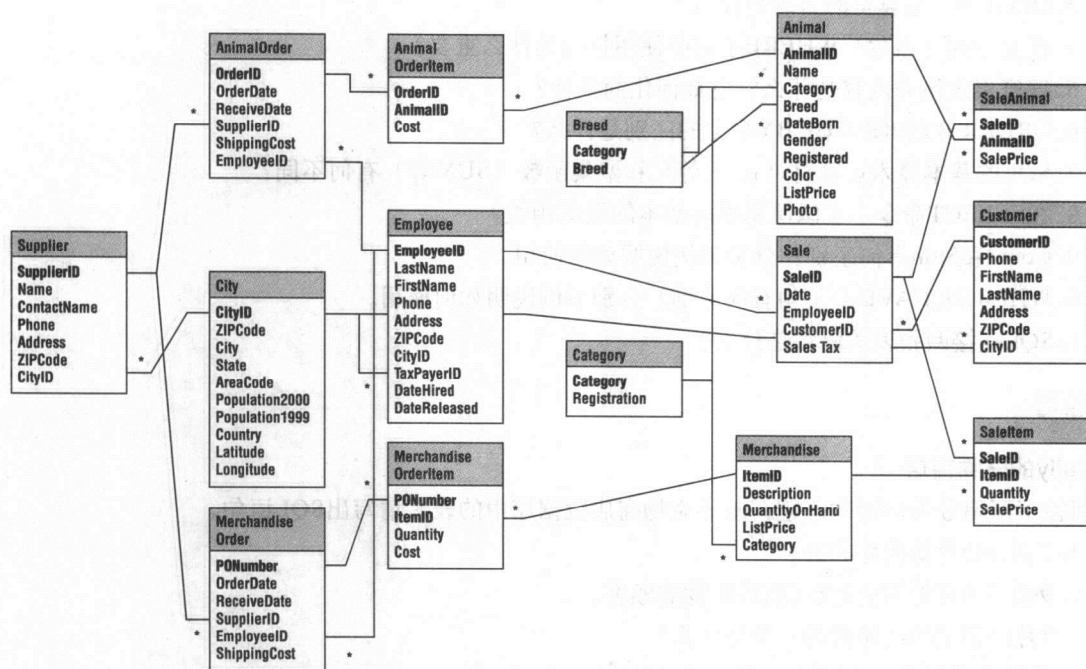 AnimalOrder
OrderID
OrderDate
ReceiveDate
SupplierID
ShippingCost
EmployeeID
Animal
OrderItem
OrderID
AnimalID
Cost
Animal
AnimalID
Name
Category
Breed
DateBorn
Gender
Registered
Color
ListPrice
Photo
Breed
Category
Breed
SaleAnimal
SaleID
AnimalID
SalePrice
Supplier
SupplierID
Name
ContactName
Phone
Address
ZIPCode
CityID
City
CityID
ZIPCode
City
State
AreaCode
Population2000
Population1999
Country
Latitude
Longitude
Employee
EmployeeID
LastName
FirstName
Phone
Address
ZIPCode
CityID
TaxPayerID
DateHired
DateReleased
Sale
SaleID
Date
EmployeeID
CustomerID
Sales Tax
Customer
CustomerID
Phone
FirstName
LastName
Address
ZIPCode
CityID
Category
Category
Registration
Merchandise
Order
PONumber
OrderDate
ReceiveDate
SupplierID
EmployeeID
ShippingCost
Merchandise
OrderItem
PONumber
ItemID
Quantity
Cost
Merchandise
ItemID
Description
QuantityOnHand
ListPrice
Category
SaleItem
SaleID
ItemID
Quantity
SalePrice